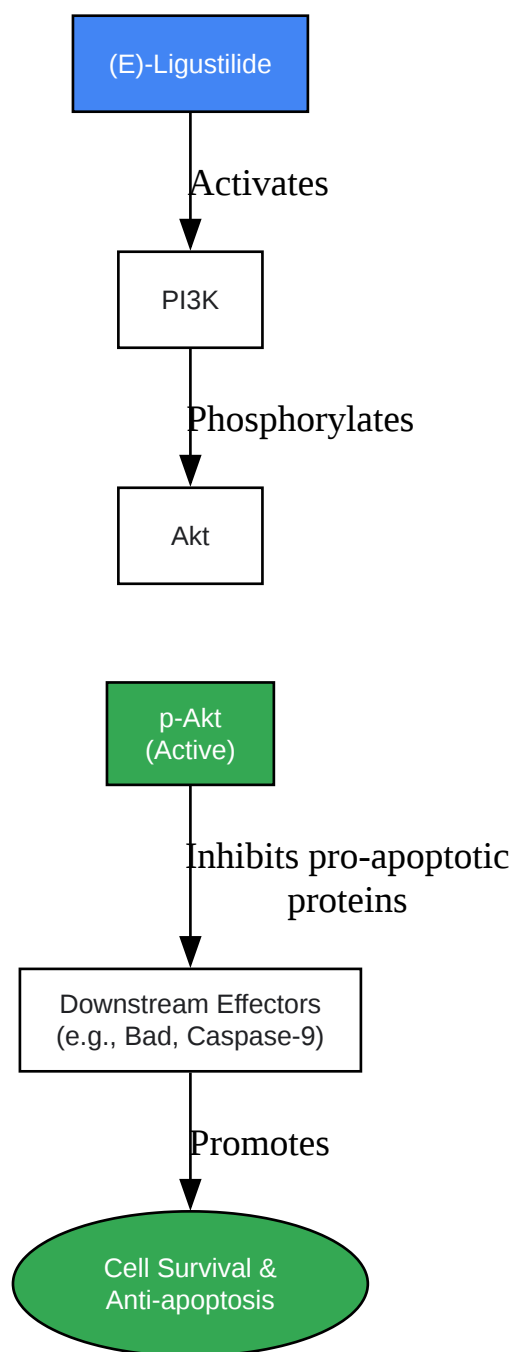 (E)-Ligustilide
Activates
PI3K
Phosphorylates
Akt
p-Akt
(Active)
Inhibits pro-apoptotic
proteins
Downstream Effectors
(e.g., Bad, Caspase-9)
Promotes
Cell Survival &
Anti-apoptosis